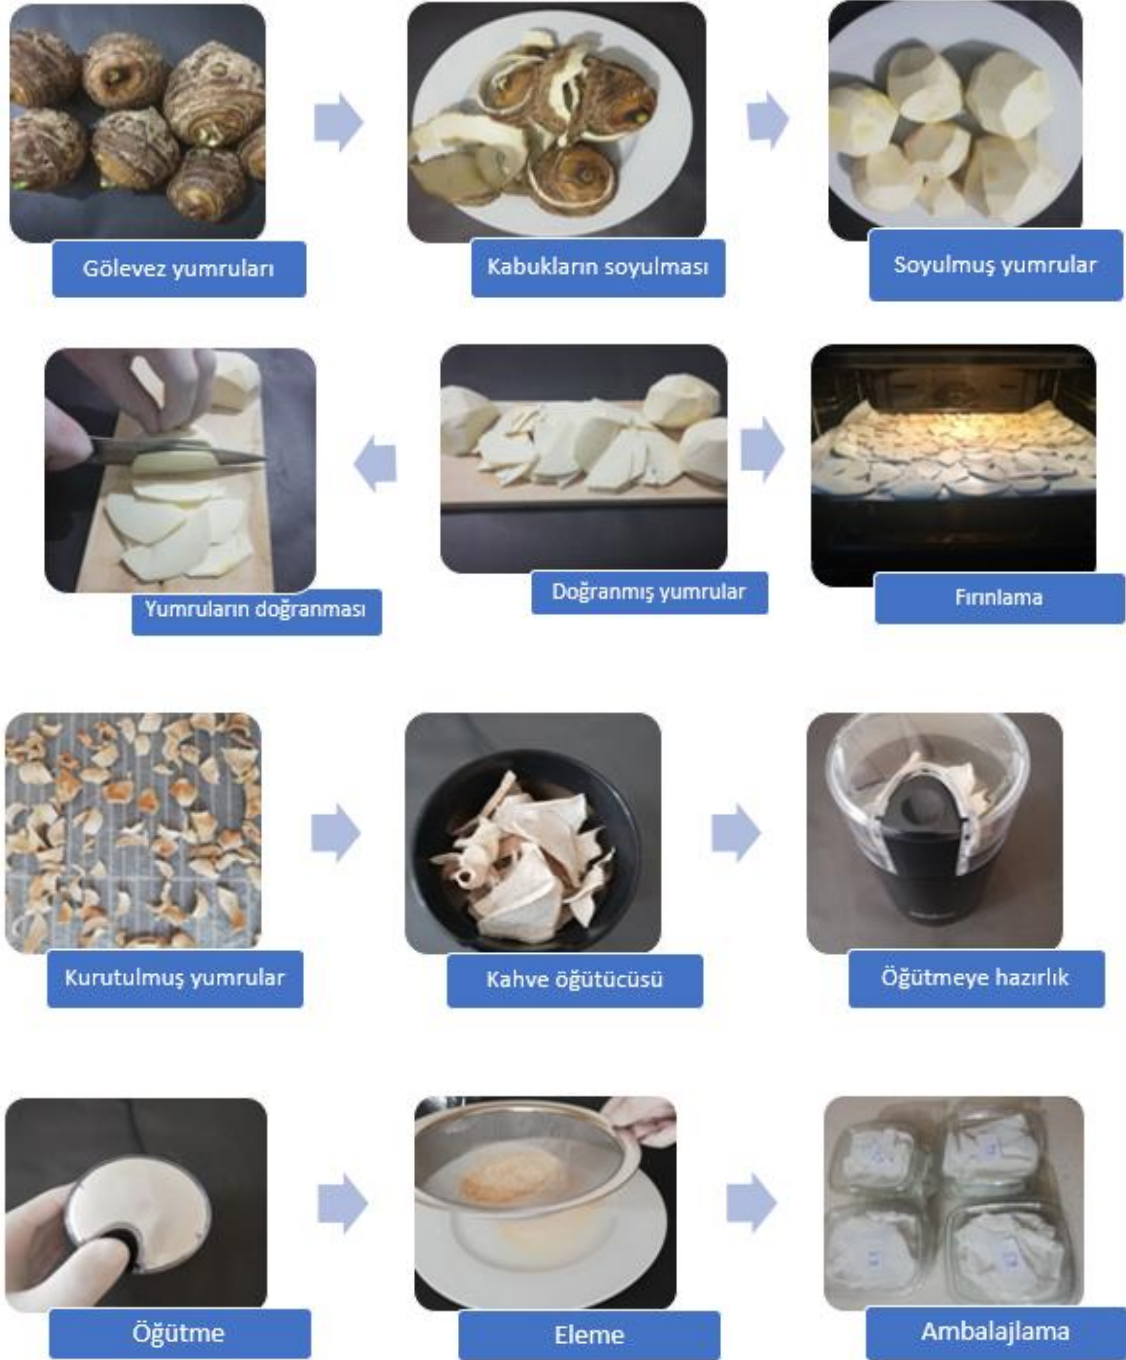 Gölevez yumruları
Kabukların soyulması
Soyulmuş yumrular
Yumruların doğranması
Doğranmış yumrular
Fırınlama
Kurutulmuş yumrular
Kahve öğütücüsü
Öğütmeye hazırlık
Öğütme
Eleme
Ambalajlama